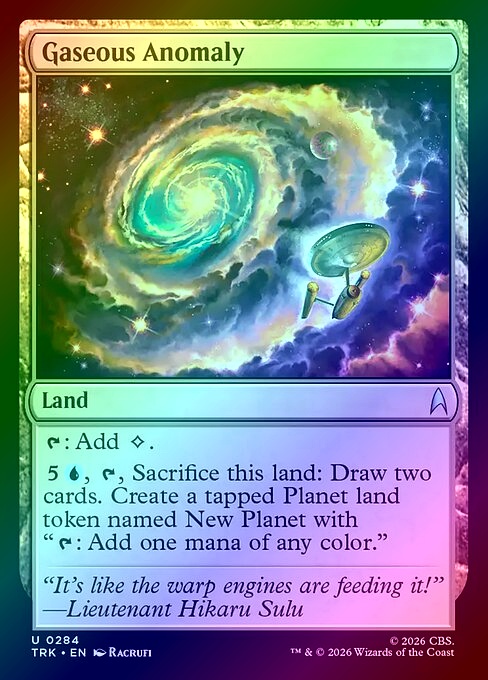 Gaseous Anomaly
Land
: Add .
5 , , Sacrifice this land: Draw two
cards. Create a tapped Planet land
token named New Planet with
“ : Add one mana of any color.”
“It’s like the warp engines are feeding it!”
—Lieutenant Hikaru Sulu
U 0284
TRK • EN Racrufi
© 2026 CBS.
™ & © 2026 Wizards of the Coast